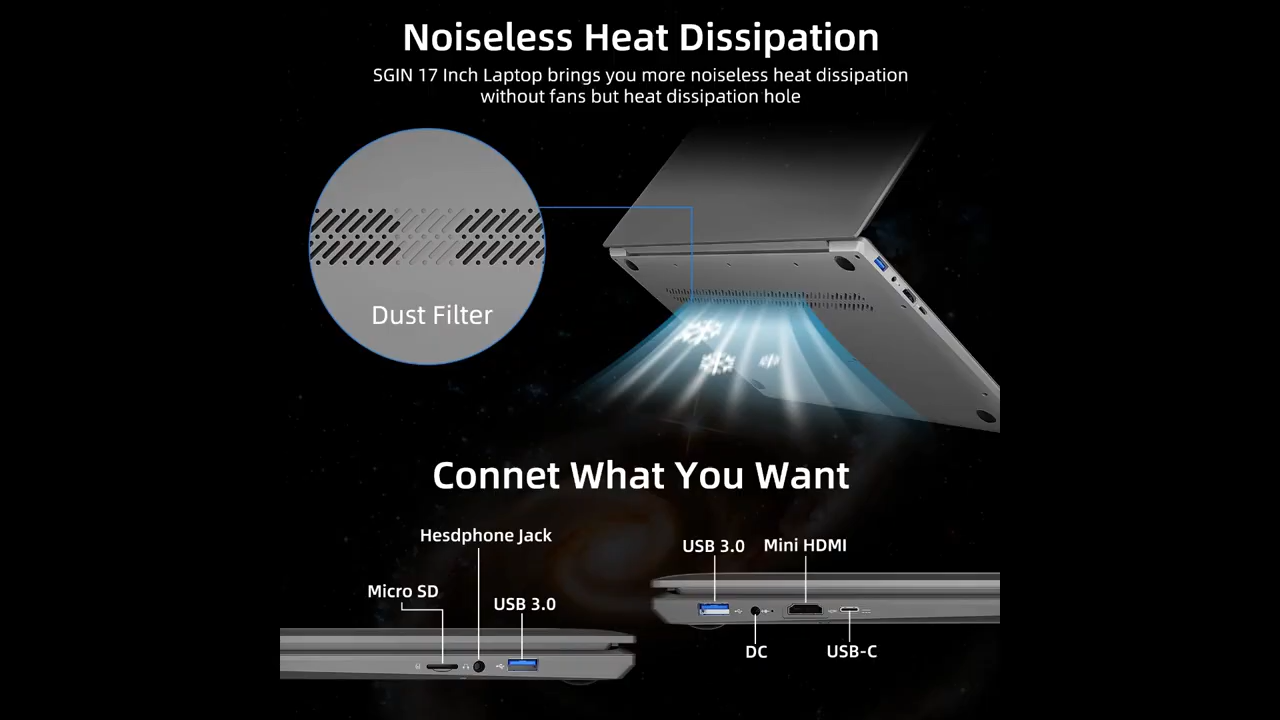 Noiseless Heat Dissipation
SGIN 17 Inch Laptop brings you more noiseless heat dissipation
without fans but heat dissipation hole
Dust Filter
Connet What You Want
Hesdphone Jack
Micro SD
USB 3.0
USB 3.0
Mini HDMI
DC
USB-C